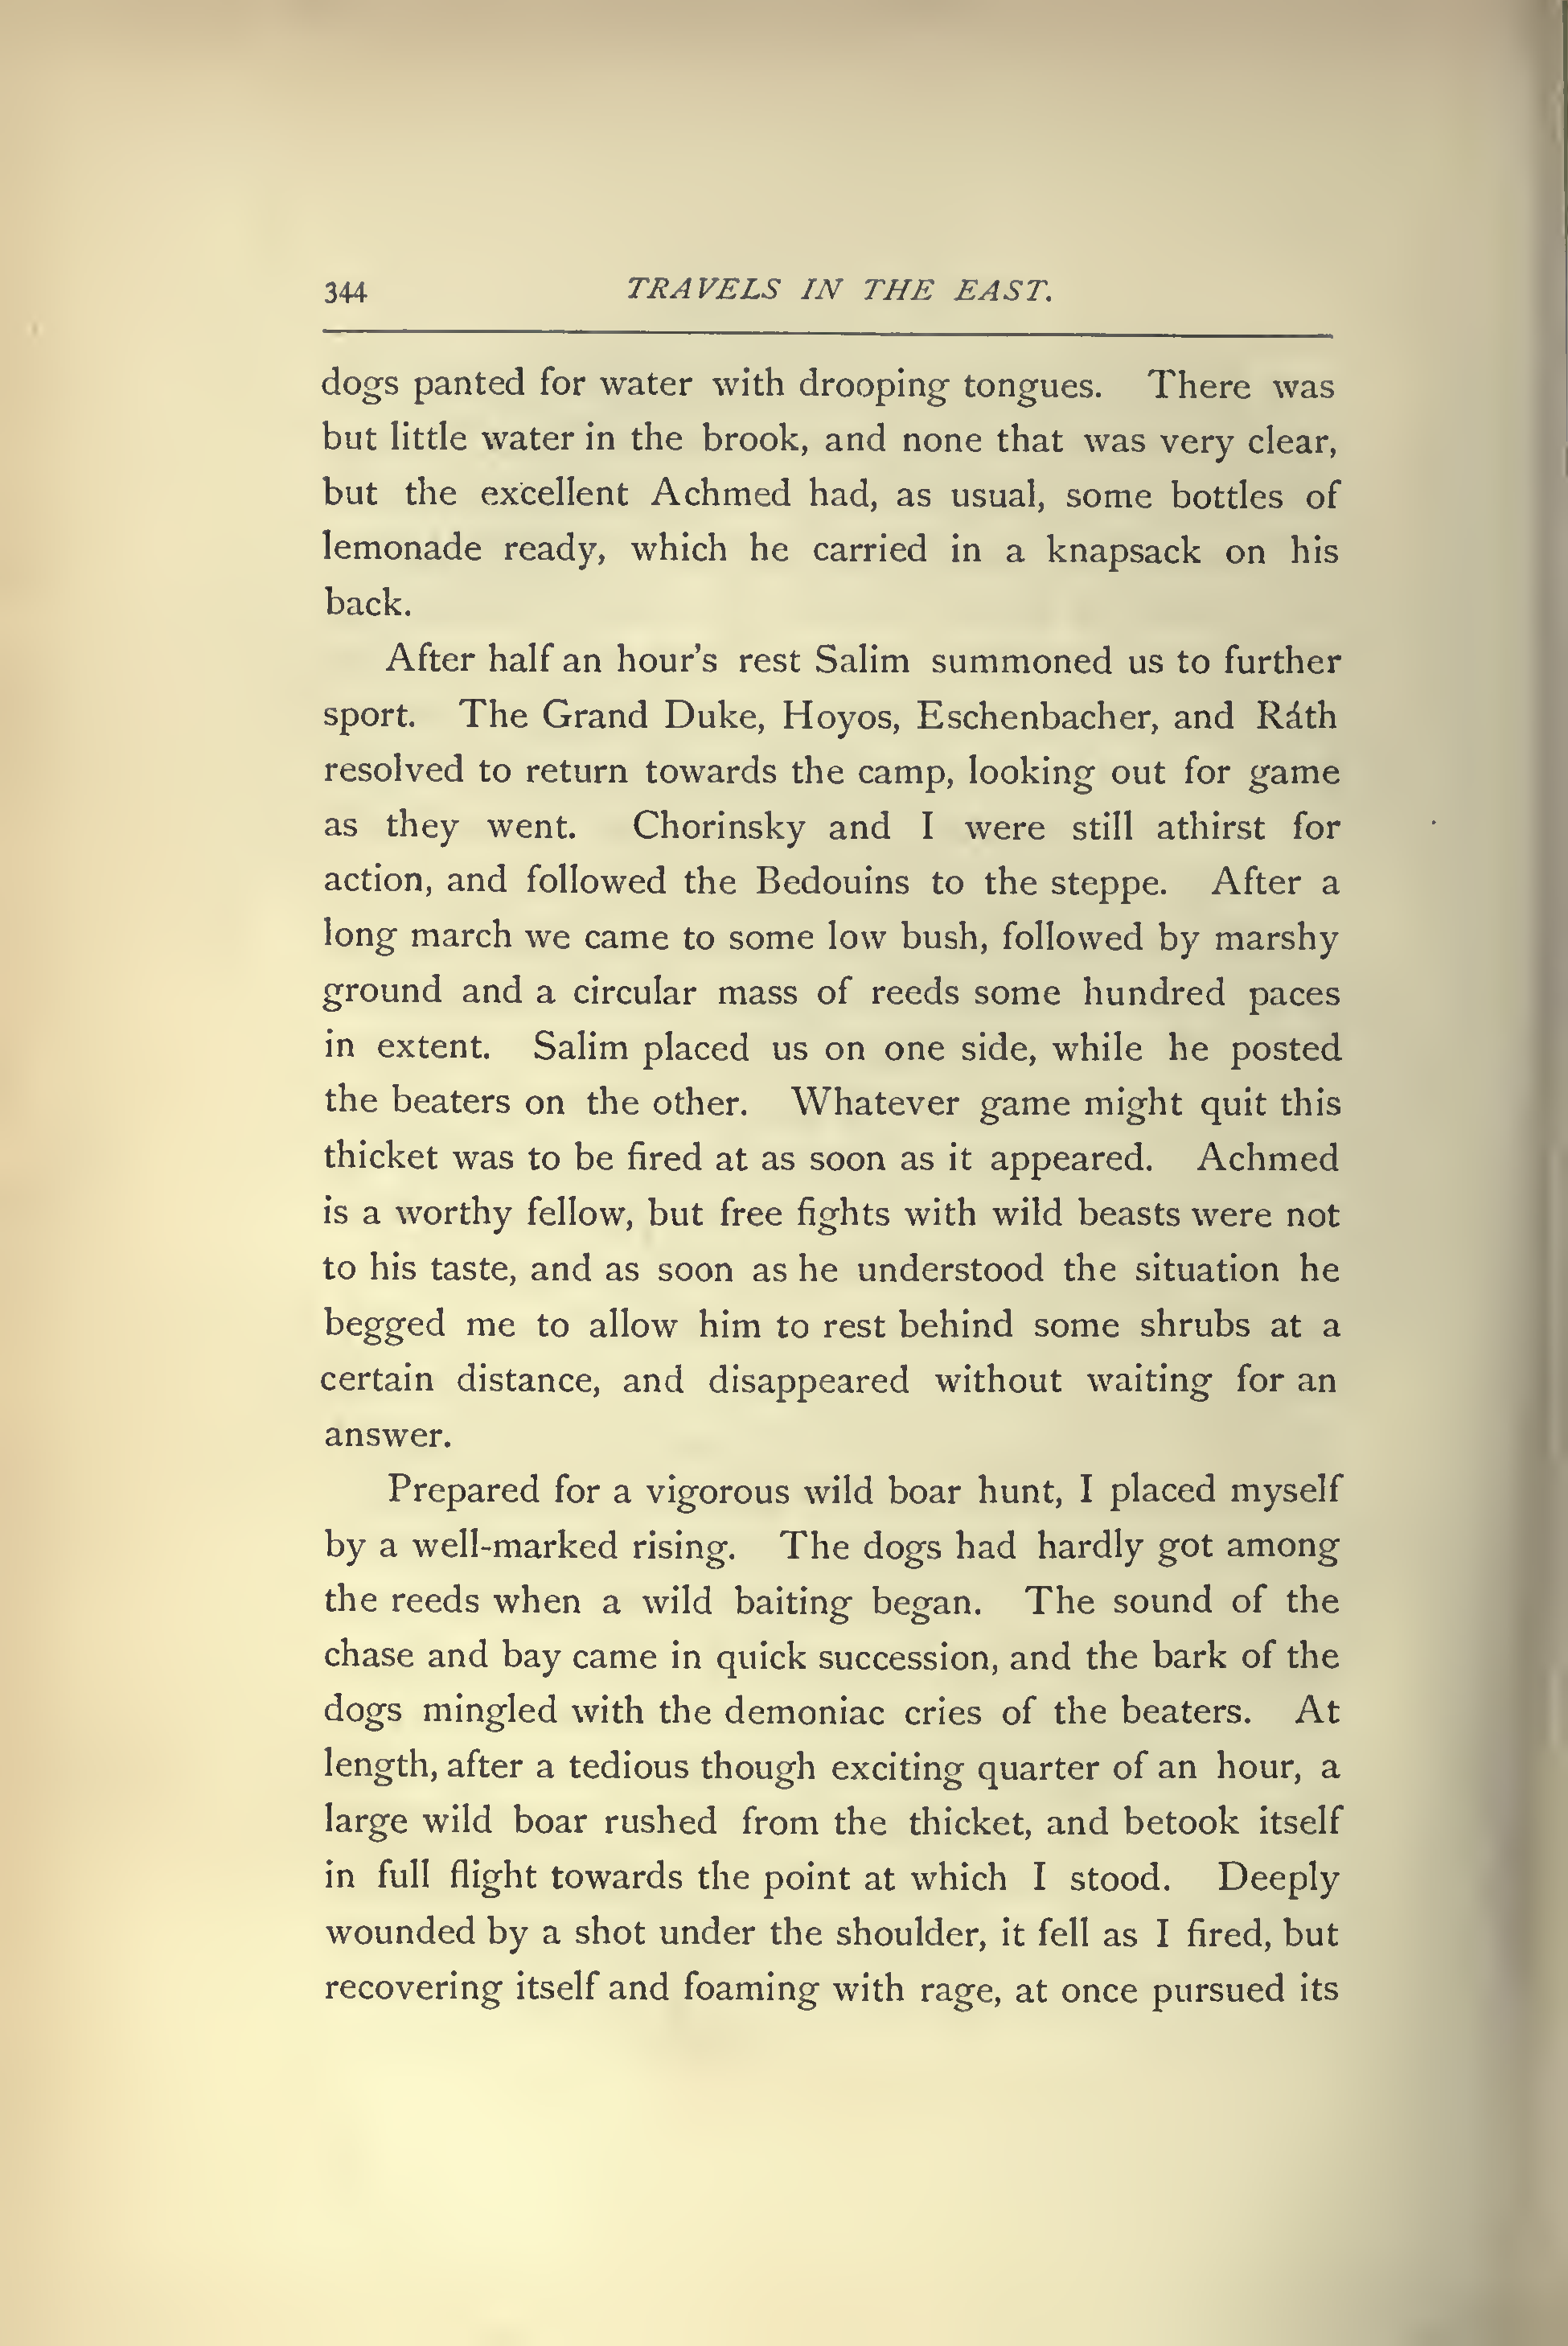 344
TRAVELS IN THE EAST.
dogs panted for water with drooping tongues. There was
but little water in the brook, and none that was very clear,
but the excellent Achmed had, as usual, some bottles of
lemonade ready, which he carried in a knapsack on his
back.
After half an hour's rest Salim summoned us to further
sport. The Grand Duke, Hoyos, Eschenbacher, and Ráth
resolved to return towards the camp, looking out for game
as they went. Chorinsky and I were still athirst for
action, and followed the Bedouins to the steppe. After a
long march we came to some low bush, followed by marshy
ground and a circular mass of reeds some hundred paces
in extent. Salim placed us on one side, while he posted
the beaters on the other. Whatever game might quit this
thicket was to be fired at as soon as it appeared. Achmed
is a worthy fellow, but free fights with wild beasts were not
to his taste, and as soon as he understood the situation he
begged me to allow him to rest behind some shrubs at a
certain distance, and disappeared without waiting for an
answer.
Prepared for a vigorous wild boar hunt, I placed myself
by a well-marked rising. The dogs had hardly got among
the reeds when a wild baiting began. The sound of the
chase and bay came in quick succession, and the bark of the
dogs mingled with the demoniac cries of the beaters. At
length, after a tedious though exciting quarter of an hour, a
large wild boar rushed from the thicket, and betook itself
in full flight towards the point at which I stood. Deeply
wounded by a shot under the shoulder, it fell as I fired, but
recovering itself and foaming with rage, at once pursued its